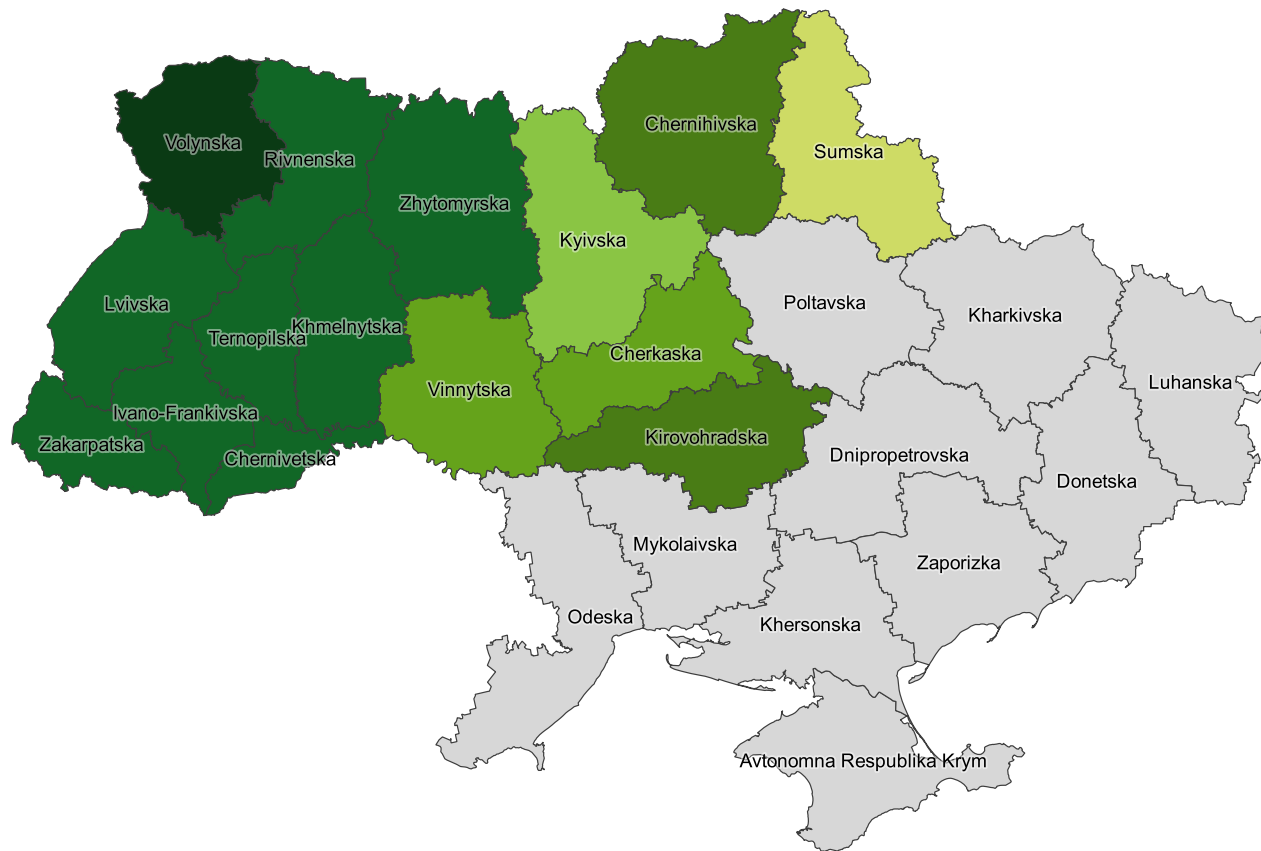 Chernihivska
Volynska
Sumska
Rivnenska
Zhytomyrska
Kyivska
Lvivska
Poltavska
Kharkivska
Khmelnytska
Ternopilska
Cherkaska
Luhanska
Vinnytska
Ivano-Frankivska
Kirovohradska
Zakarpatska
Dnipropetrovska
Chernivetska
Donetska
Mykolaivska
Zaporizka
Odeska
Khersonska
Avtonomna Respublika Krym